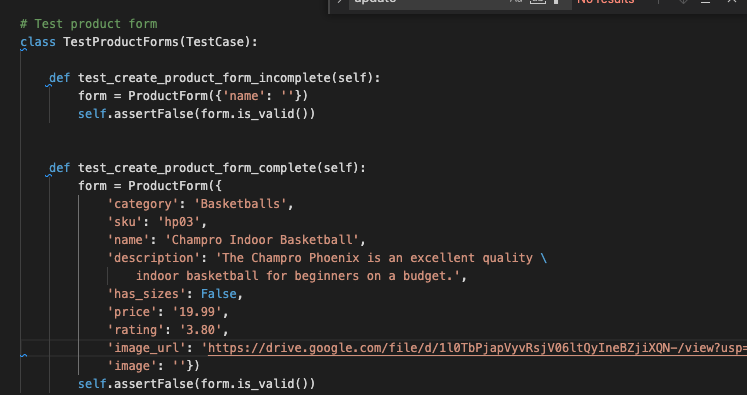 update
No results
# Test product form
class TestProductForms(TestCase):
def test_create_product_form_incomplete(self):
form = ProductForm({'name': ''})
self.assertFalse(form.is_valid())
def test_create_product_form_complete(self):
form = ProductForm({
'category': 'Basketballs',
'sku': 'hp03',
'name': 'Champro Indoor Basketball',
'description': 'The Champro Phoenix is an excellent quality \
indoor basketball for beginners on a budget.',
'has_sizes': False,
'price': '19.99',
'rating': '3.80',
'image_url': 'https://drive.google.com/file/d/1l0TbPjapVyvRsjV06ltQyIneBZjiXQN-/view?usp=
'image': ''})
self.assertFalse(form.is_valid())